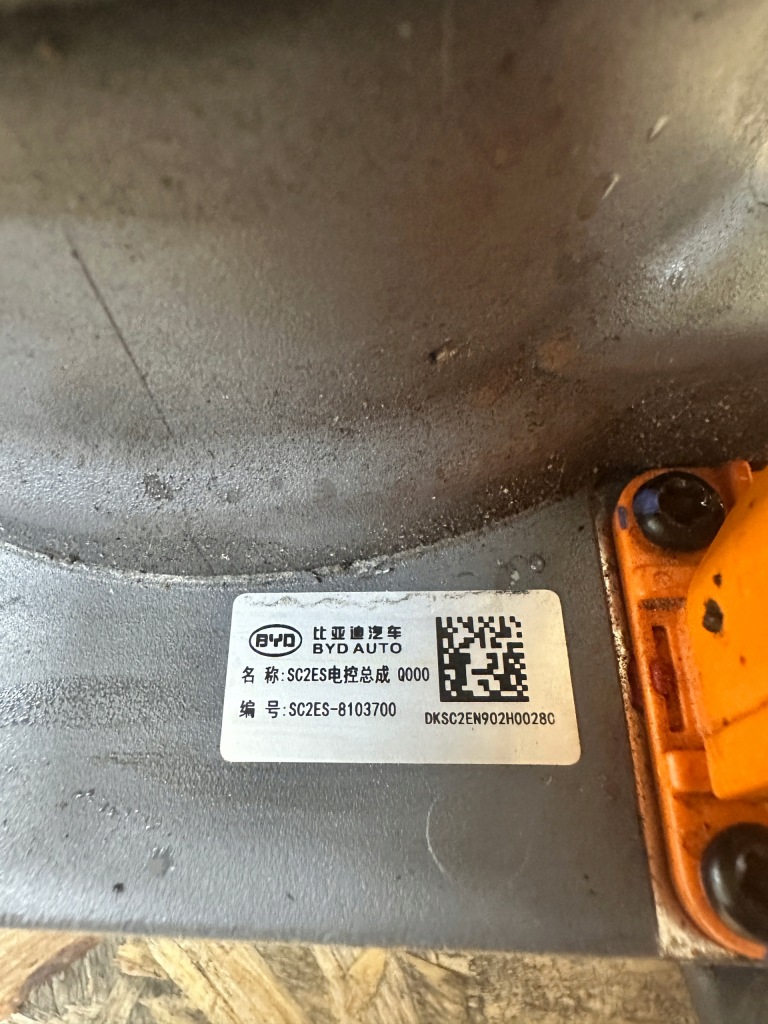 BYD
比亚迪汽车
BYD AUTO
名 称:SC2ES电控总成 Q000
编 号:SC2ES-8103700
DKSC2EN902H0028C